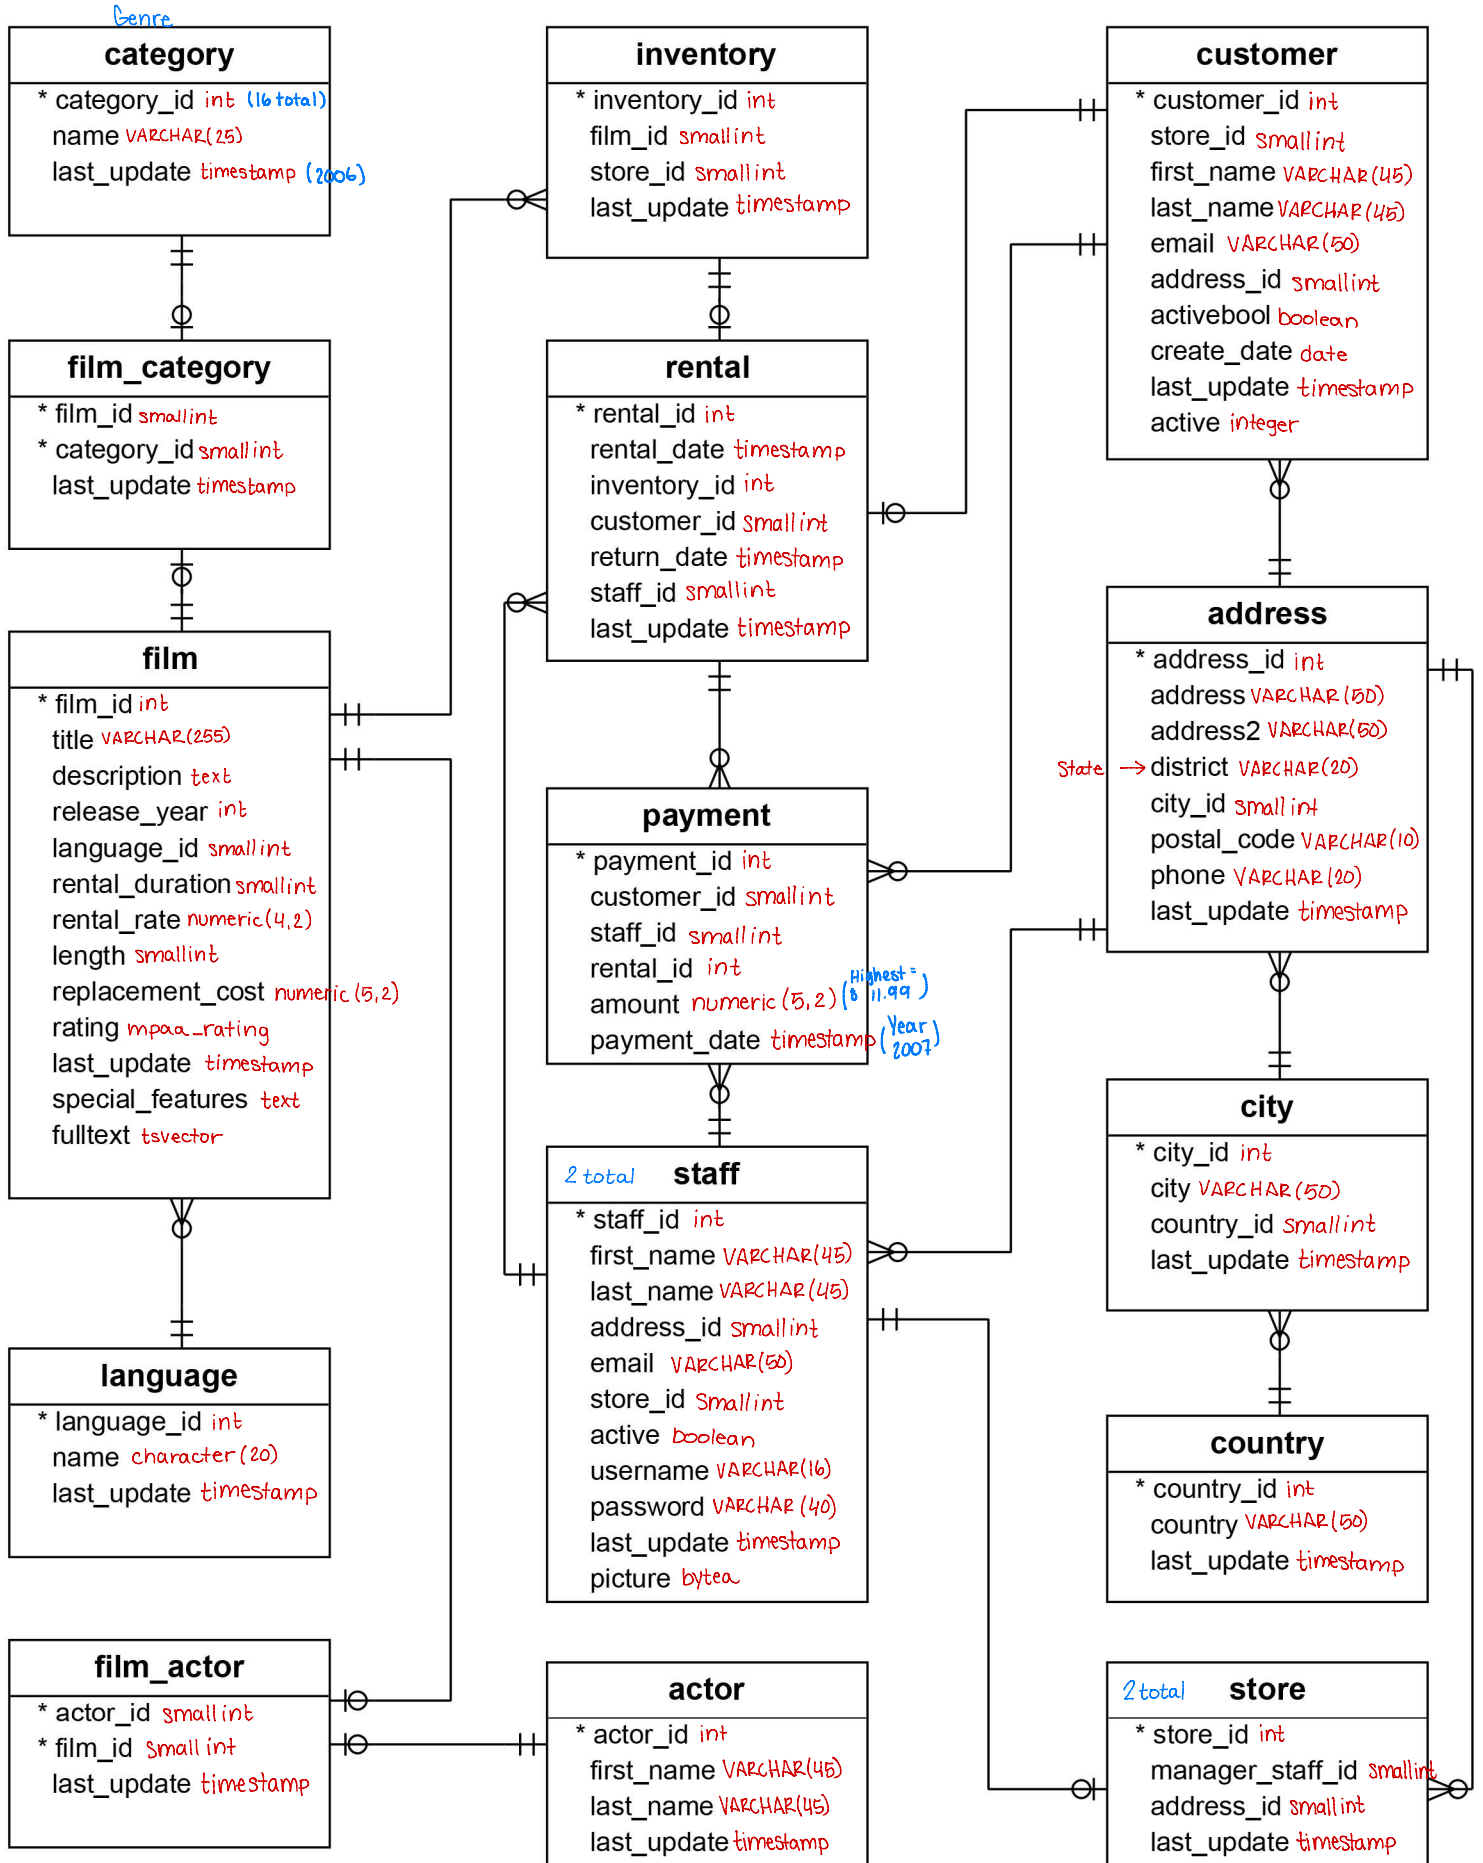 Genre
category
* category_id int (16 total)
name VARCHAR(25)
last_update timestamp (2006)
film_category
* film_id smallint
* category_id smallint
last_update timestamp
film
* film_id int
title VARCHAR(255)
description text
release_year int
language_id smallint
rental_duration smallint
rental_rate numeric(4,2)
length smallint
replacement_cost numeric(5,2)
rating mpaa_rating
last_update timestamp
special_features text
fulltext tsvector
language
* language_id int
name character(20)
last_update timestamp
film_actor
* actor_id smallint
* film_id smallint
last_update timestamp
inventory
* inventory_id int
film_id smallint
store_id smallint
last_update timestamp
rental
* rental_id int
rental_date timestamp
inventory_id int
customer_id smallint
return_date timestamp
staff_id smallint
last_update timestamp
payment
* payment_id int
customer_id smallint
staff_id smallint
rental_id int
amount numeric (5,2) (Highest = $ 11.99)
payment_date timestamp (Year 2007)
2 total staff
* staff_id int
first_name VARCHAR(45)
last_name VARCHAR(45)
address_id smallint
email VARCHAR(50)
store_id smallint
active boolean
username VARCHAR(16)
password VARCHAR (40)
last_update timestamp
picture bytea
actor
* actor_id int
first_name VARCHAR(45)
last_name VARCHAR(45)
last_update timestamp
customer
* customer_id int
store_id smallint
first_name VARCHAR(45)
last_name VARCHAR(45)
email VARCHAR(50)
address_id smallint
activebool boolean
create_date date
last_update timestamp
active integer
address
* address_id int
address VARCHAR(50)
address2 VARCHAR(50)
State → district VARCHAR(20)
city_id smallint
postal_code VARCHAR(10)
phone VARCHAR(20)
last_update timestamp
city
* city_id int
city VARCHAR(50)
country_id smallint
last_update timestamp
country
* country_id int
country VARCHAR(50)
last_update timestamp
2 total store
* store_id int
manager_staff_id smallint
address_id smallint
last_update timestamp